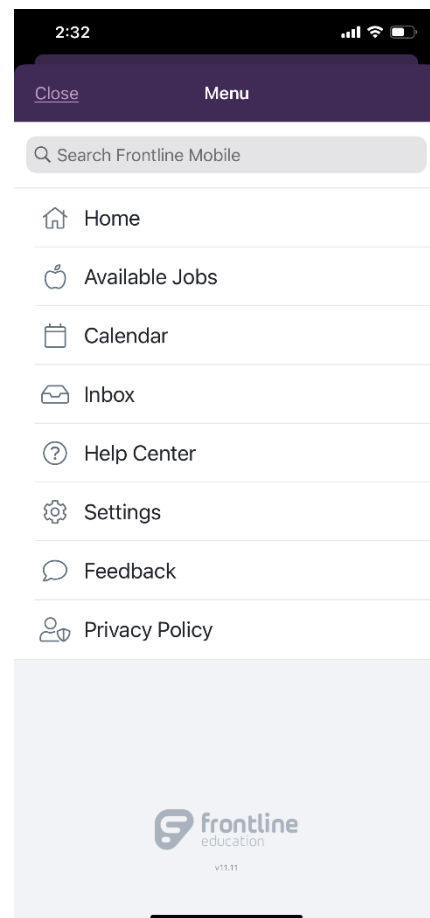 2:32
Close Menu
Search Frontline Mobile
Home
Available Jobs
Calendar
Inbox
Help Center
Settings
Feedback
Privacy Policy
frontline
education
v11.11